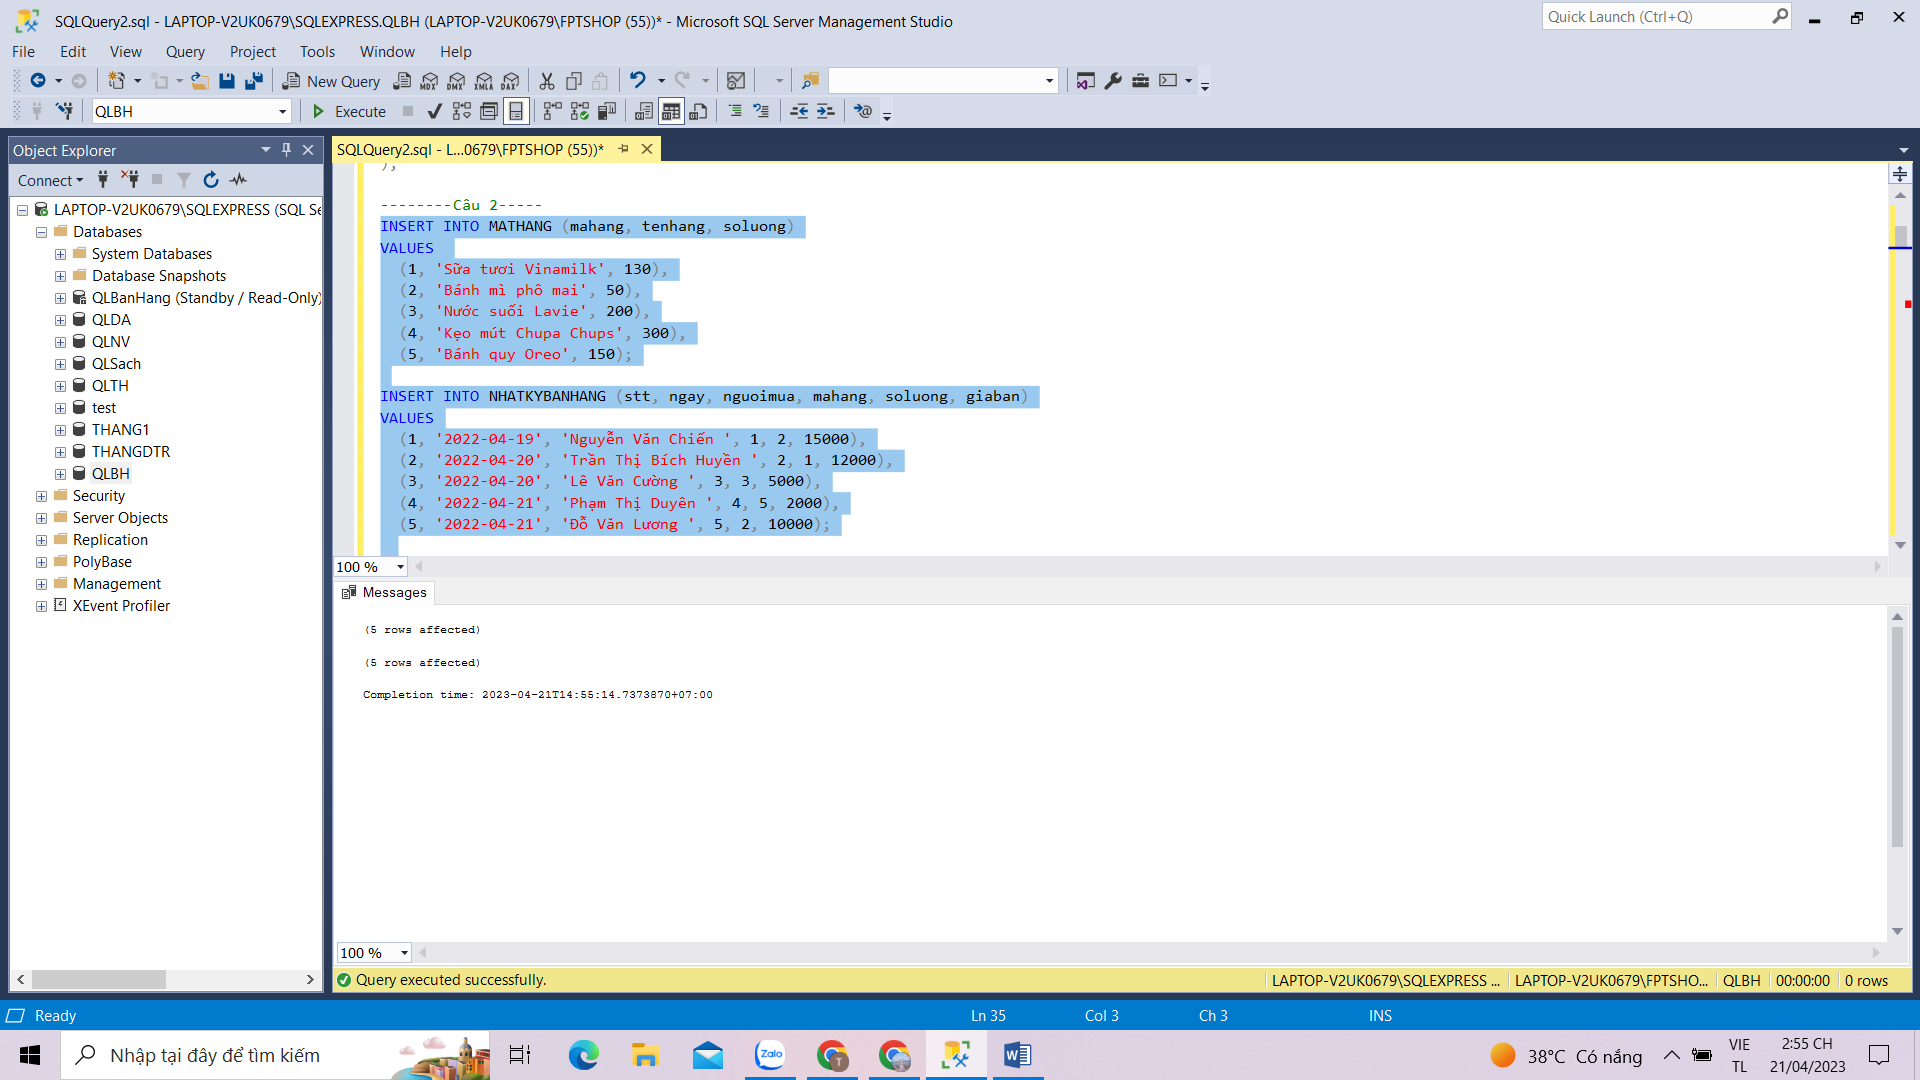 SQLQuery2.sql - LAPTOP-V2UK0679\SQLEXPRESS.QLBH (LAPTOP-V2UK0679\FPTSHOP (55))* - Microsoft SQL Server Management Studio
Quick Launch (Ctrl+Q)
File Edit View Query Project Tools Window Help
New Query MDX DMX XMLA DAX
QLBH Execute
Object Explorer
SQLQuery2.sql - L...0679\FPTSHOP (55))*
Connect
LAPTOP-V2UK0679\SQLEXPRESS (SQL Se
Databases
System Databases
Database Snapshots
QLBanHang (Standby / Read-Only)
QLDA
QLNV
QLSach
QLTH
test
THANG1
THANGDTR
QLBH
Security
Server Objects
Replication
PolyBase
Management
XEvent Profiler
);
--------Câu 2-----
INSERT INTO MATHANG (mahang, tenhang, soluong)
VALUES
(1, 'Sữa tươi Vinamilk', 130),
(2, 'Bánh mì phô mai', 50),
(3, 'Nước suối Lavie', 200),
(4, 'Kẹo mút Chupa Chups', 300),
(5, 'Bánh quy Oreo', 150);
INSERT INTO NHATKYBANHANG (stt, ngay, nguoimua, mahang, soluong, giaban)
VALUES
(1, '2022-04-19', 'Nguyễn Văn Chiến ', 1, 2, 15000),
(2, '2022-04-20', 'Trần Thị Bích Huyền ', 2, 1, 12000),
(3, '2022-04-20', 'Lê Văn Cường ', 3, 3, 5000),
(4, '2022-04-21', 'Phạm Thị Duyên ', 4, 5, 2000),
(5, '2022-04-21', 'Đỗ Văn Lương ', 5, 2, 10000);
100 %
Messages
(5 rows affected)
(5 rows affected)
Completion time: 2023-04-21T14:55:14.7373870+07:00
100 %
Query executed successfully.
LAPTOP-V2UK0679\SQLEXPRESS ... LAPTOP-V2UK0679\FPTSHO... QLBH 00:00:00 0 rows
Ready Ln 35 Col 3 Ch 3 INS
Nhập tại đây để tìm kiếm
Zalo
T
38°C Có nắng
VIE
TL
2:55 CH
21/04/2023